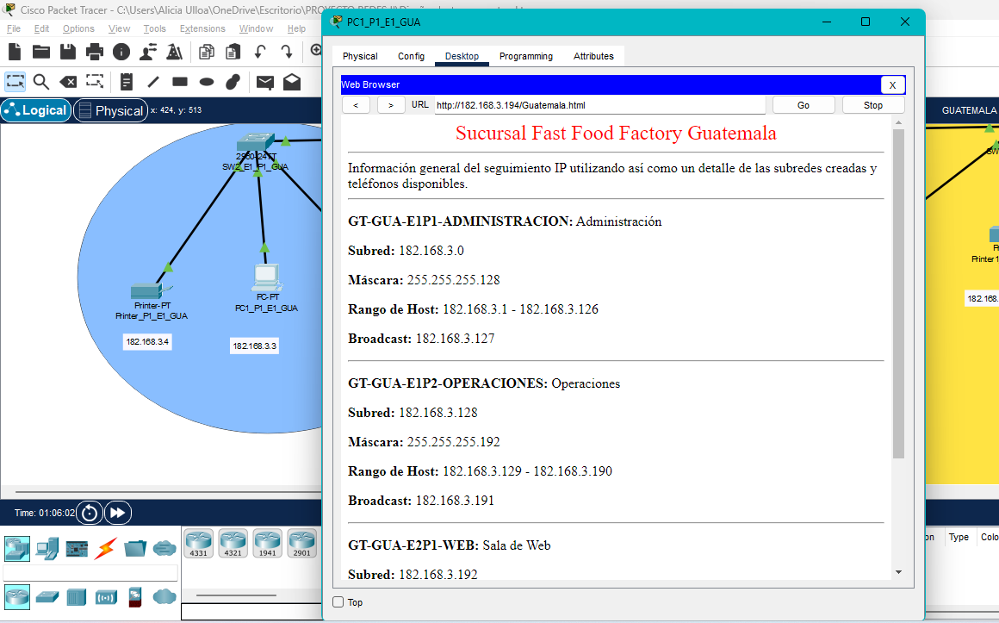 Cisco Packet Tracer - C:\Users\Alicia Ulloa\OneDrive\Escritorio\PROYECTO
File Edit Options View Tools Extensions Window Help
Logical Physical x: 424, y: 513
SW2_E1_P1_GUA
Printer-PT
Printer_P1_E1_GUA
182.168.3.4
PC-PT
PC1_P1_E1_GUA
182.168.3.3
Time: 01:06:02
4331 4321 1941 2901
PC1_P1_E1_GUA
Physical Config Desktop Programming Attributes
Web Browser X
< > URL http://182.168.3.194/Guatemala.html Go Stop
Sucursal Fast Food Factory Guatemala
Información general del seguimiento IP utilizando así como un detalle de las subredes creadas y
teléfonos disponibles.
GT-GUA-E1P1-ADMINISTRACION: Administración
Subred: 182.168.3.0
Máscara: 255.255.255.128
Rango de Host: 182.168.3.1 - 182.168.3.126
Broadcast: 182.168.3.127
GT-GUA-E1P2-OPERACIONES: Operaciones
Subred: 182.168.3.128
Máscara: 255.255.255.192
Rango de Host: 182.168.3.129 - 182.168.3.190
Broadcast: 182.168.3.191
GT-GUA-E2P1-WEB: Sala de Web
Subred: 182.168.3.192
Top
GUATEMALA
SW
Printer1
182.168.
on Type Colo